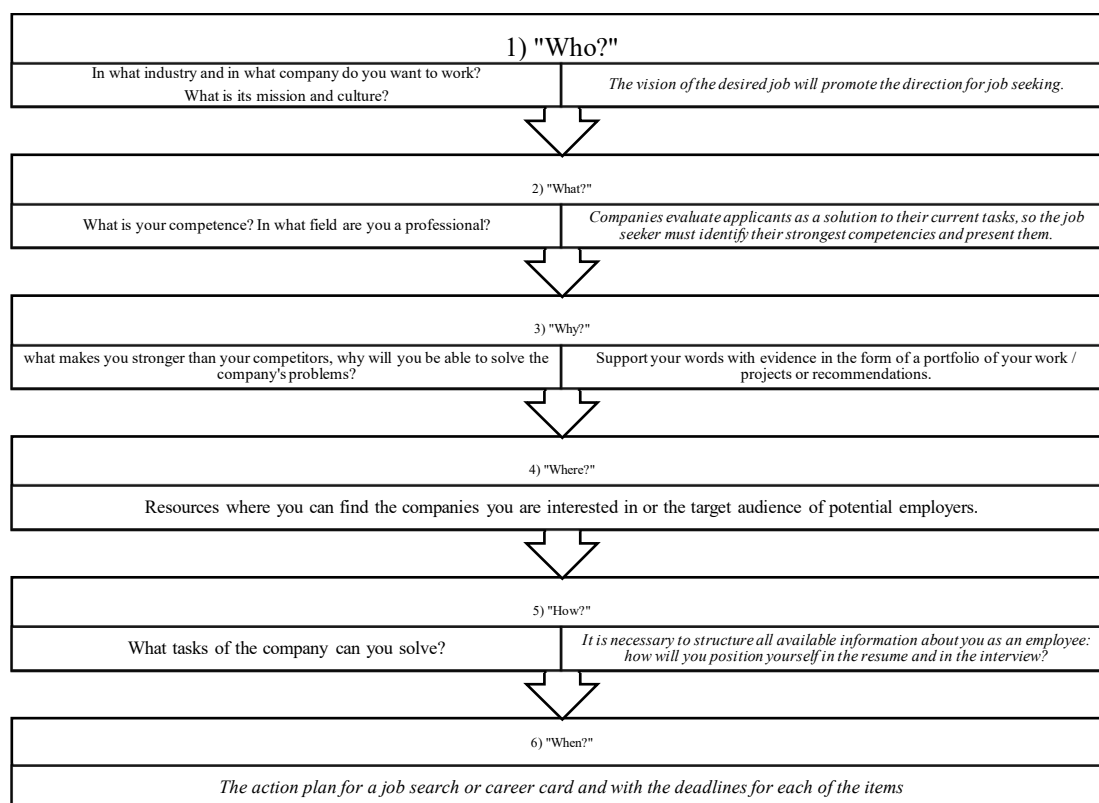 1) "Who?"
In what industry and in what company do you want to work?
What is its mission and culture?
The vision of the desired job will promote the direction for job seeking.
2) "What?"
What is your competence? In what field are you a professional?
Companies evaluate applicants as a solution to their current tasks, so the job
seeker must identify their strongest competencies and present them.
3) "Why?"
what makes you stronger than your competitors, why will you be able to solve the
company's problems?
Support your words with evidence in the form of a portfolio of your work /
projects or recommendations.
4) "Where?"
Resources where you can find the companies you are interested in or the target audience of potential employers.
5) "How?"
What tasks of the company can you solve?
It is necessary to structure all available information about you as an employee:
how will you position yourself in the resume and in the interview?
6) "When?"
The action plan for a job search or career card and with the deadlines for each of the items